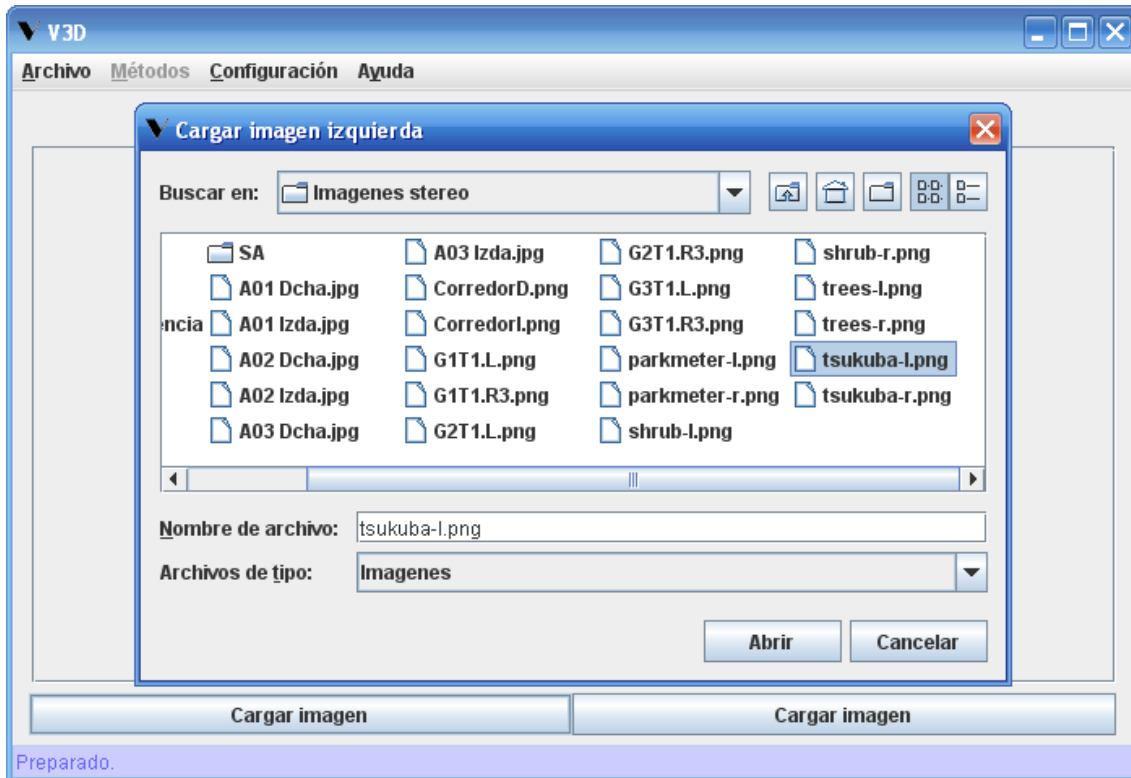 V3D
Archivo Métodos Configuración Ayuda
Cargar imagen izquierda
Buscar en: Imagenes stereo
SA A03 Izda.jpg G2T1.R3.png shrub-r.png
A01 Dcha.jpg CorredorD.png G3T1.L.png trees-l.png
encia A01 Izda.jpg CorredorI.png G3T1.R3.png trees-r.png
A02 Dcha.jpg G1T1.L.png parkmeter-l.png tsukuba-l.png
A02 Izda.jpg G1T1.R3.png parkmeter-r.png tsukuba-r.png
A03 Dcha.jpg G2T1.L.png shrub-l.png
Nombre de archivo: tsukuba-l.png
Archivos de tipo: Imagenes
Abrir Cancelar
Cargar imagen Cargar imagen
Preparado.